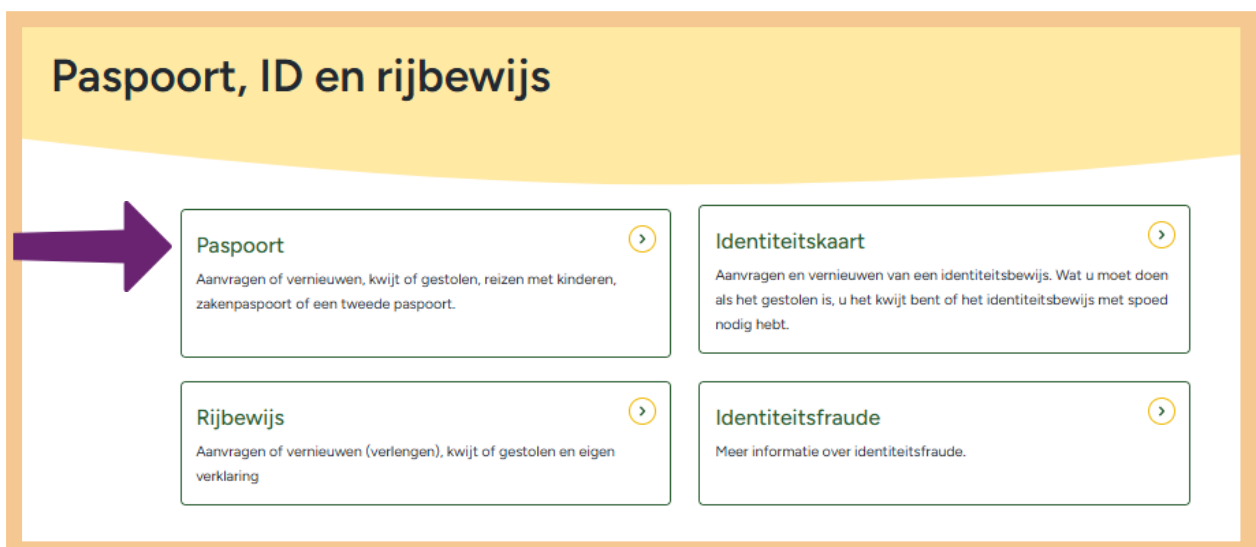 Paspoort, ID en rijbewijs
Paspoort
Aanvragen of vernieuwen, kwijt of gestolen, reizen met kinderen,
zakenpaspoort of een tweede paspoort.
Identiteitskaart
Aanvragen en vernieuwen van een identiteitsbewijs. Wat u moet doen
als het gestolen is, u het kwijt bent of het identiteitsbewijs met spoed
nodig hebt.
Rijbewijs
Aanvragen of vernieuwen (verlengen), kwijt of gestolen en eigen
verklaring
Identiteitsfraude
Meer informatie over identiteitsfraude.